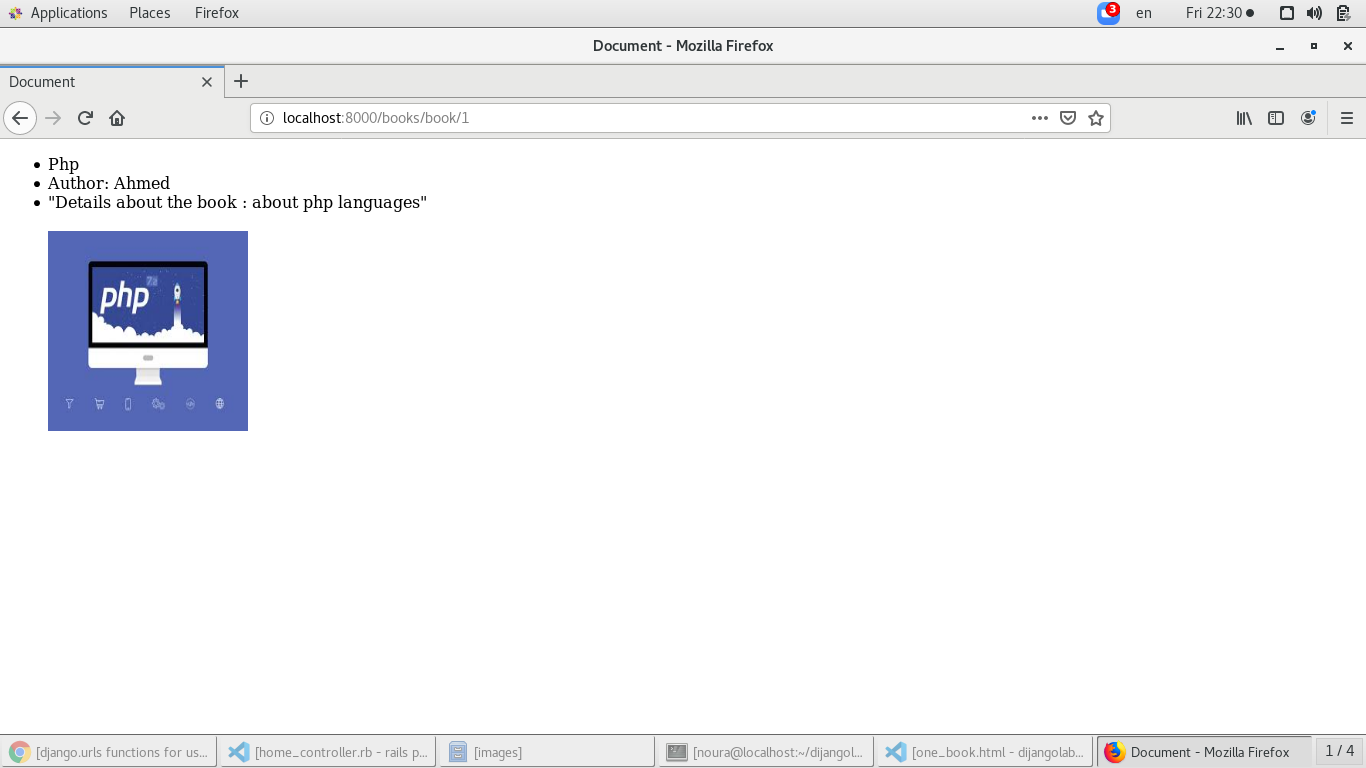 Applications Places Firefox 3 en Fri 22:30
Document - Mozilla Firefox
Document
localhost:8000/books/book/1
Php
Author: Ahmed
"Details about the book : about php languages"
php
[django.urls functions for us... [home_controller.rb - rails p... [images] [noura@localhost:~/dijangol... [one_book.html - dijangolab... Document - Mozilla Firefox 1 / 4